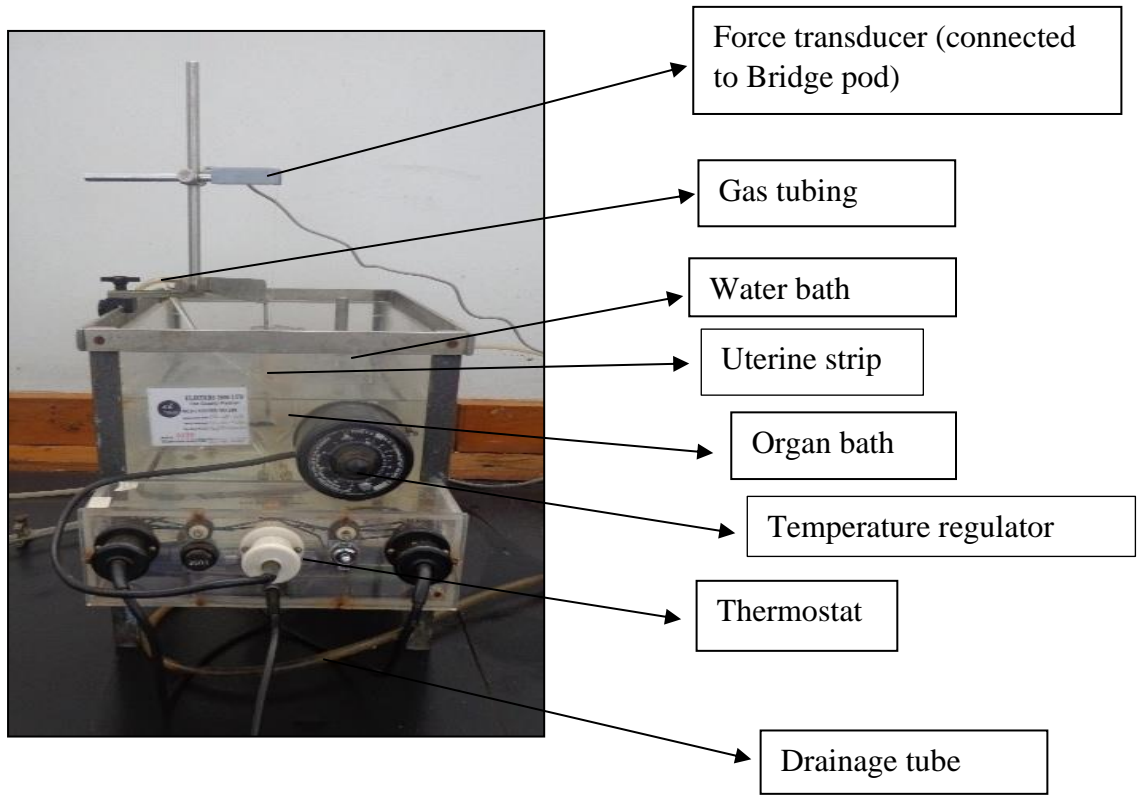 Force transducer (connected
to Bridge pod)
Gas tubing
Water bath
Uterine strip
Organ bath
Temperature regulator
Thermostat
Drainage tube